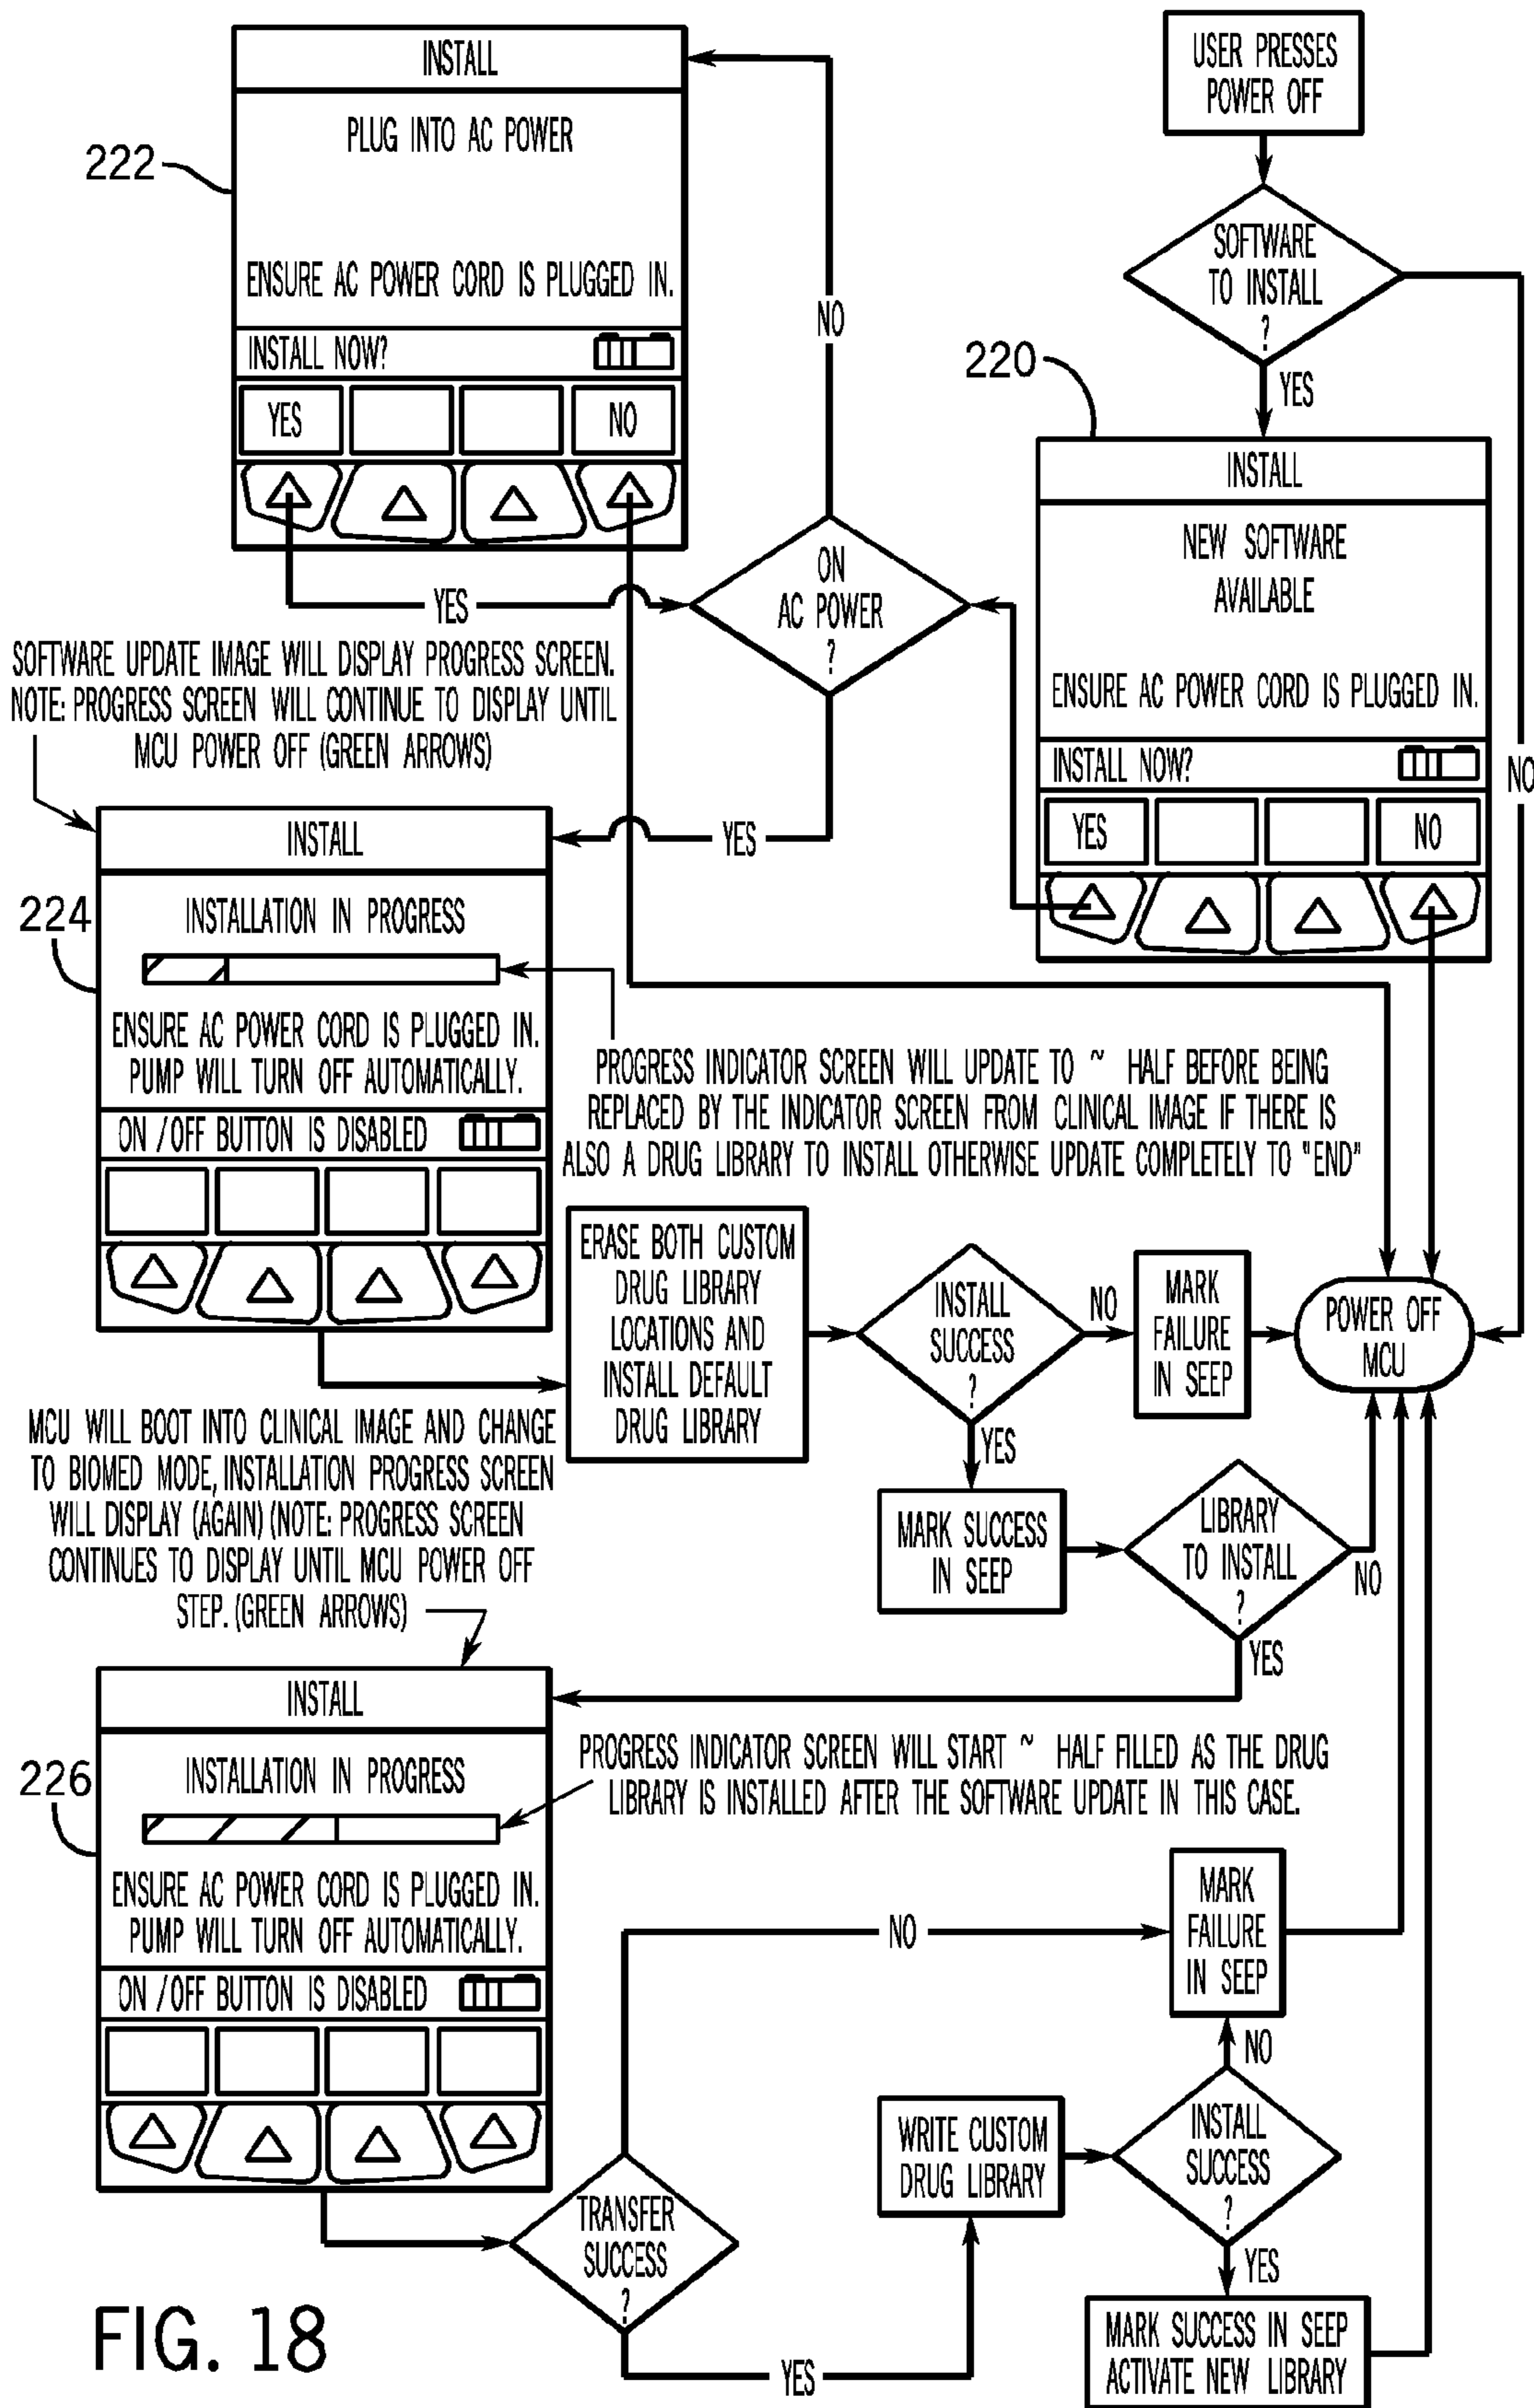 USER PRESSES
POWER OFF
SOFTWARE
TO INSTALL
?
YES
NO
220
INSTALL
NEW SOFTWARE
AVAILABLE
ENSURE AC POWER CORD IS PLUGGED IN.
INSTALL NOW?
YES
NO
ON
AC POWER
?
NO
YES
222
INSTALL
PLUG INTO AC POWER
ENSURE AC POWER CORD IS PLUGGED IN.
INSTALL NOW?
YES
NO
YES
SOFTWARE UPDATE IMAGE WILL DISPLAY PROGRESS SCREEN.
NOTE: PROGRESS SCREEN WILL CONTINUE TO DISPLAY UNTIL
MCU POWER OFF (GREEN ARROWS)
224
INSTALL
INSTALLATION IN PROGRESS
ENSURE AC POWER CORD IS PLUGGED IN.
PUMP WILL TURN OFF AUTOMATICALLY.
ON /OFF BUTTON IS DISABLED
PROGRESS INDICATOR SCREEN WILL UPDATE TO ~ HALF BEFORE BEING
REPLACED BY THE INDICATOR SCREEN FROM CLINICAL IMAGE IF THERE IS
ALSO A DRUG LIBRARY TO INSTALL OTHERWISE UPDATE COMPLETELY TO "END"
ERASE BOTH CUSTOM
DRUG LIBRARY
LOCATIONS AND
INSTALL DEFAULT
DRUG LIBRARY
INSTALL
SUCCESS
?
NO
MARK
FAILURE
IN SEEP
POWER OFF
MCU
YES
MARK SUCCESS
IN SEEP
LIBRARY
TO INSTALL
?
NO
YES
MCU WILL BOOT INTO CLINICAL IMAGE AND CHANGE
TO BIOMED MODE, INSTALLATION PROGRESS SCREEN
WILL DISPLAY (AGAIN) (NOTE: PROGRESS SCREEN
CONTINUES TO DISPLAY UNTIL MCU POWER OFF
STEP. (GREEN ARROWS)
226
INSTALL
INSTALLATION IN PROGRESS
ENSURE AC POWER CORD IS PLUGGED IN.
PUMP WILL TURN OFF AUTOMATICALLY.
ON /OFF BUTTON IS DISABLED
PROGRESS INDICATOR SCREEN WILL START ~ HALF FILLED AS THE DRUG
LIBRARY IS INSTALLED AFTER THE SOFTWARE UPDATE IN THIS CASE.
TRANSFER
SUCCESS
?
NO
YES
WRITE CUSTOM
DRUG LIBRARY
INSTALL
SUCCESS
?
NO
MARK
FAILURE
IN SEEP
YES
MARK SUCCESS IN SEEP
ACTIVATE NEW LIBRARY
FIG. 18